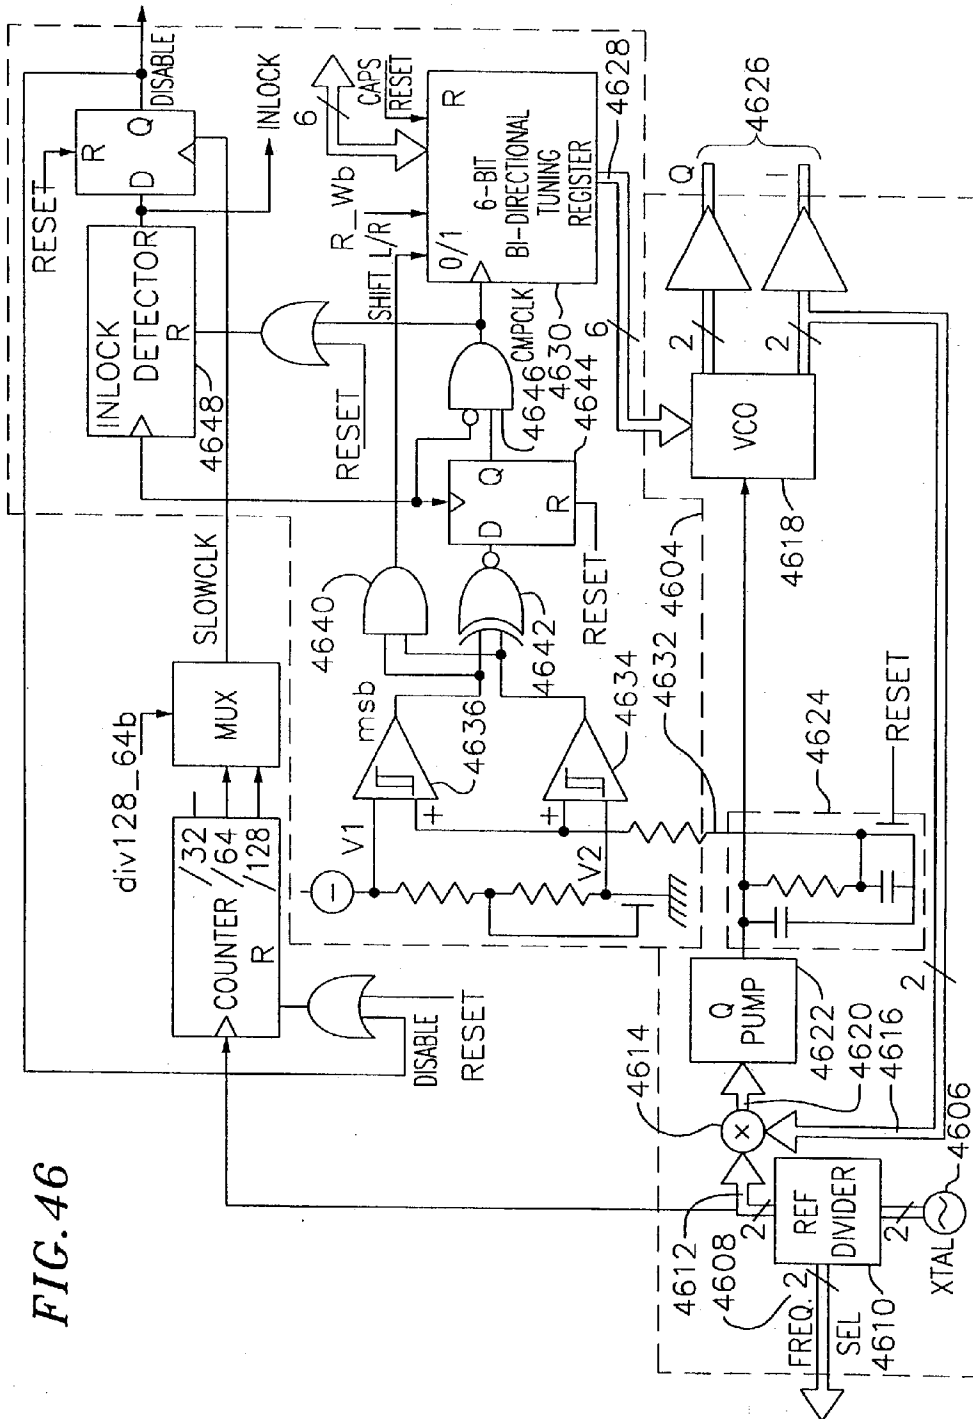 FIG.46
RESET
R
D
Q
DISABLE
INLOCK
DETECTOR
R
4648
INLOCK
RESET
div128_64b
MUX
SLOWCLK
COUNTER
/32
/64
/128
R
DISABLE
RESET
V1
V2
msb
+
+
4636
4634
4640
4642
D
Q
R
RESET
4644
4646
CMPCLK
4630
SHIFT L/R
R_Wb
6
CAPS
RESET
0/1
R
6-BIT
BI-DIRECTIONAL
TUNING
REGISTER
4628
6
4604
4632
4624
RESET
VCO
4618
2
2
Q
I
4626
2
Q
PUMP
4622
4620
4616
4614
×
4612
2
4608
REF
DIVIDER
4610
2
FREQ.
SEL
2
XTAL
4606